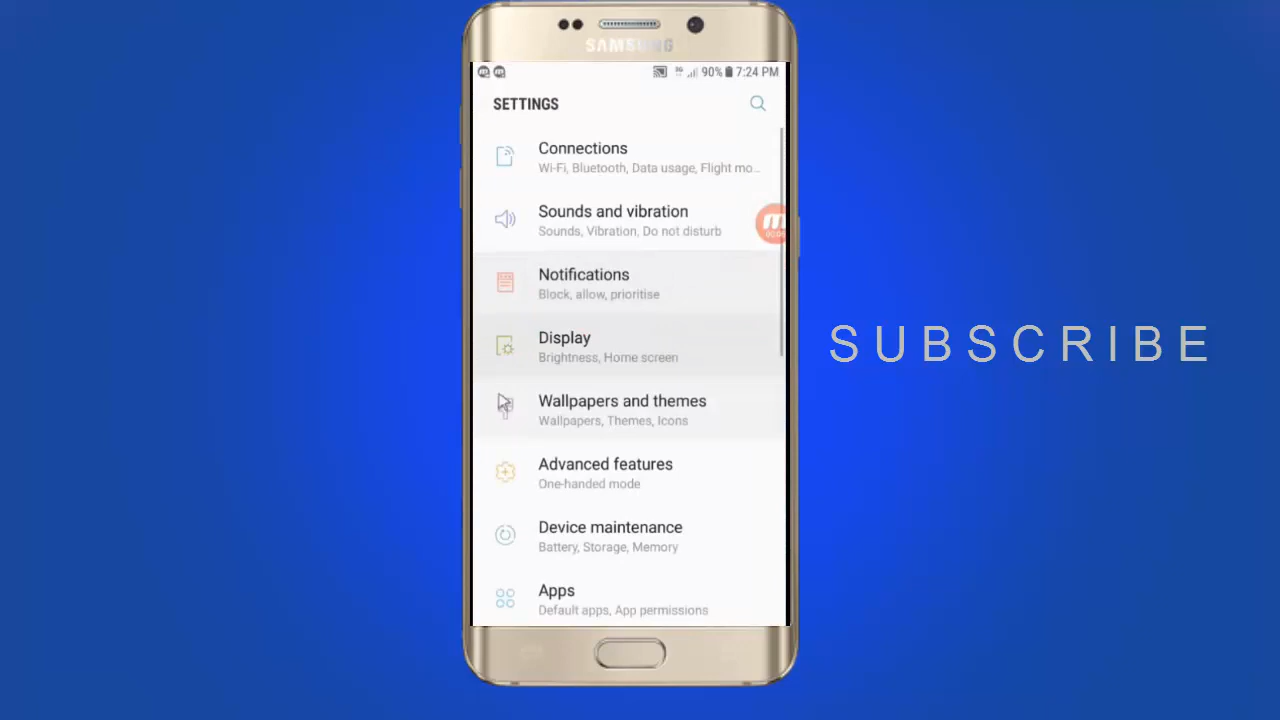 SAMSUNG
90% 7:24 PM
SETTINGS
Connections
Wi-Fi, Bluetooth, Data usage, Flight mo...
Sounds and vibration
Sounds, Vibration, Do not disturb
Notifications
Block, allow, prioritise
Display
Brightness, Home screen
SUBSCRIBE
Wallpapers and themes
Wallpapers, Themes, Icons
Advanced features
One-handed mode
Device maintenance
Battery, Storage, Memory
Apps
Default apps, App permissions